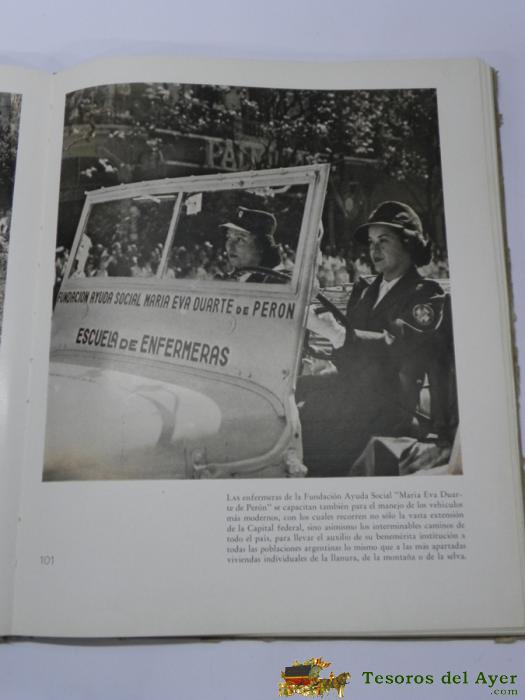 FUNDACION AYUDA SOCIAL MARIA EVA DUARTE DE PERON
ESCUELA DE ENFERMERAS
LAS enfermeras de la Fundación Ayuda Social "Maria Eva Duar-
te de Perón" se capacitan también para el manejo de los vehículos
más modernos, con los cuales recorren no sólo la vasta extensión
de la Capital federal, sino asimismo los interminables caminos de
todo el país, para llevar el auxilio de su benemérita institución a
todas las poblaciones argentinas lo mismo que a las más apartadas
viviendas individuales de la llanura, de la montaña o de la selva.
101
Tesoros del Ayer
.com